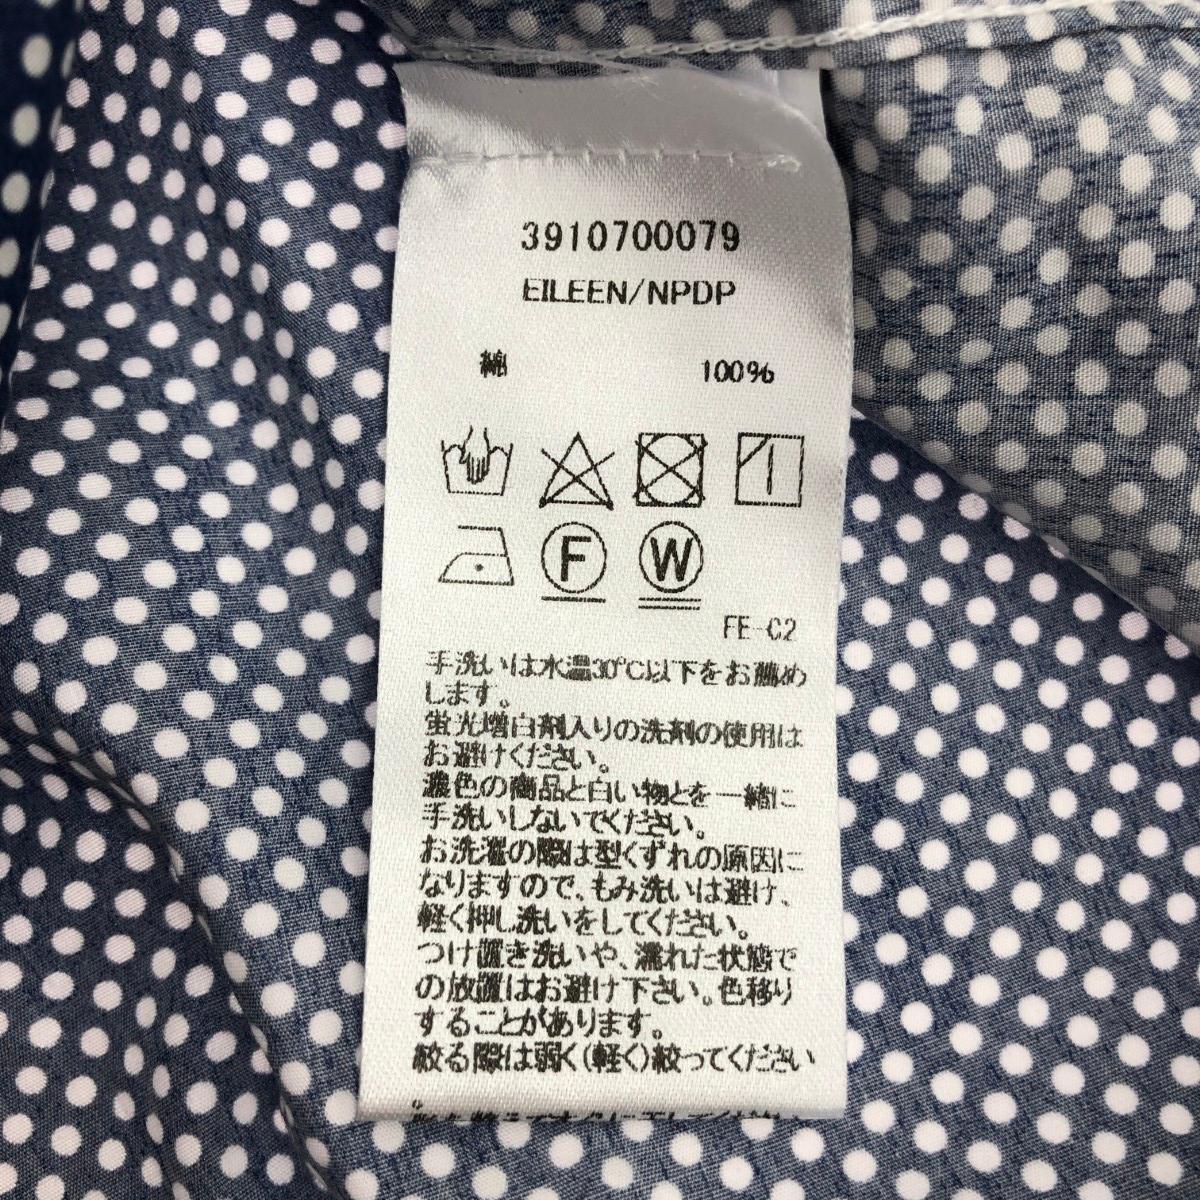 3910700079
EILEEN/NPDP
綿 100%
F W
FE-C2
手洗いは水温30℃以下をお薦め
します。
蛍光増白剤入りの洗剤の使用は
お避けください。
濃色の商品と白い物とを一緒に
手洗いしないでください。
お洗濯の際は型くずれの原因に
なりますので、もみ洗いは避け、
軽く押し洗いをしてください。
つけ置き洗いや、濡れた状態で
の放置はお避け下さい。色移り
することがあります。
絞る際は弱く(軽く)絞ってください
。